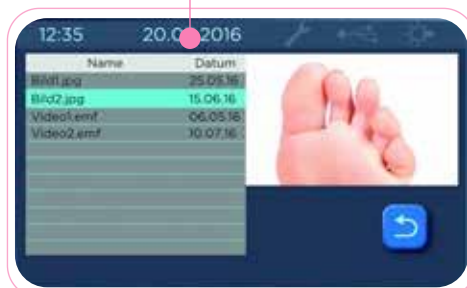 12:35 20.0 2016
Name Datum
Bild1.jpg 25.05.16
Bild2.jpg 15.06.16
Video1.emf 06.05.16
Video2.emf 10.07.16